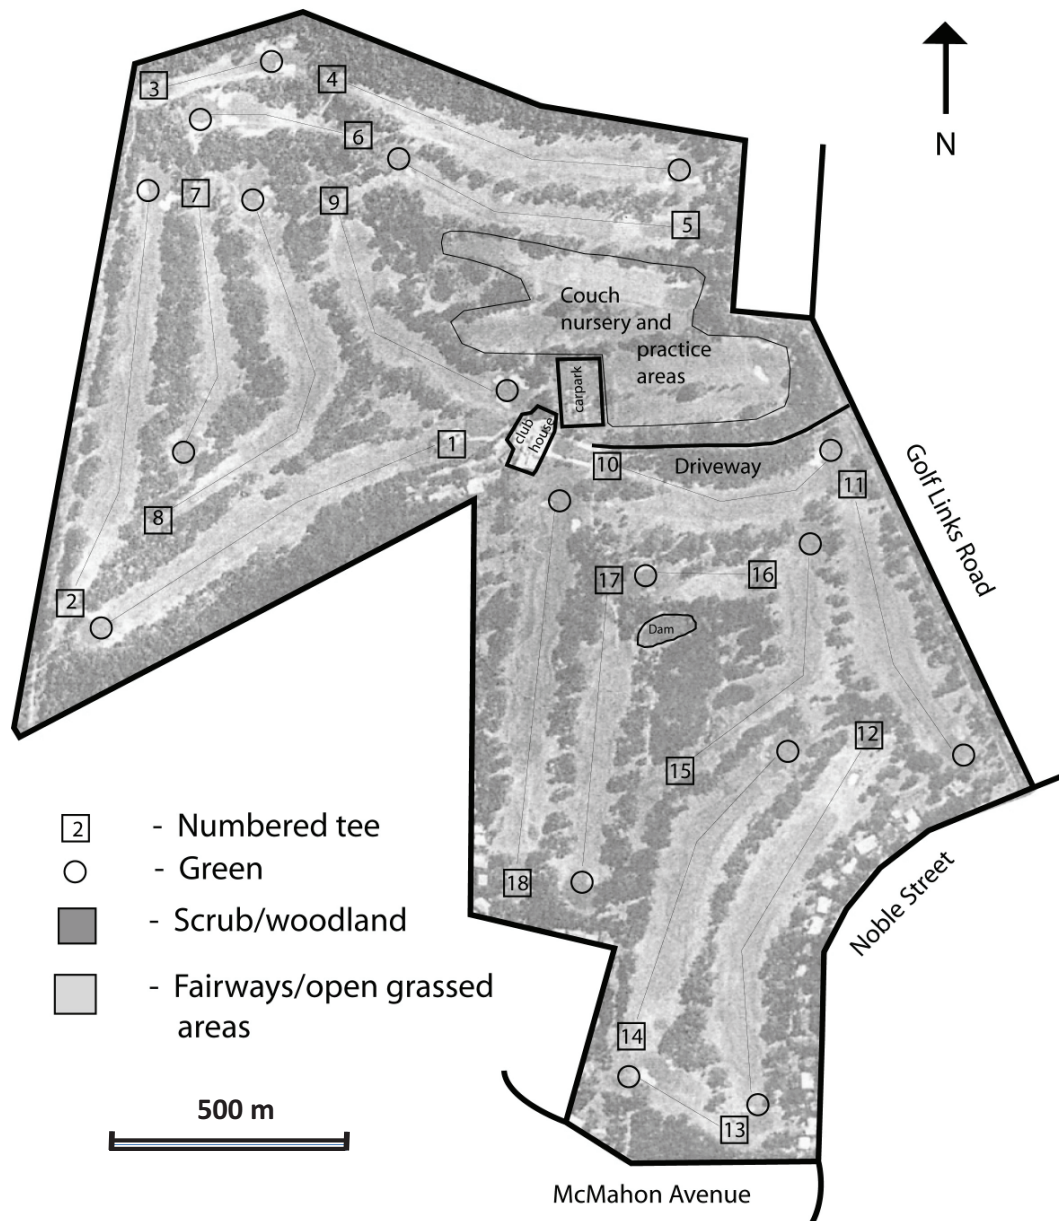 3
4
N
6
7
9
5
Couch
nursery and
practice
areas
carpark
club
house
1
10
Driveway
11
Golf Links Road
8
2
17
16
Dam
12
15
18
14
13
Noble Street
2 - Numbered tee
- Green
- Scrub/woodland
- Fairways/open grassed
areas
500 m
McMahon Avenue